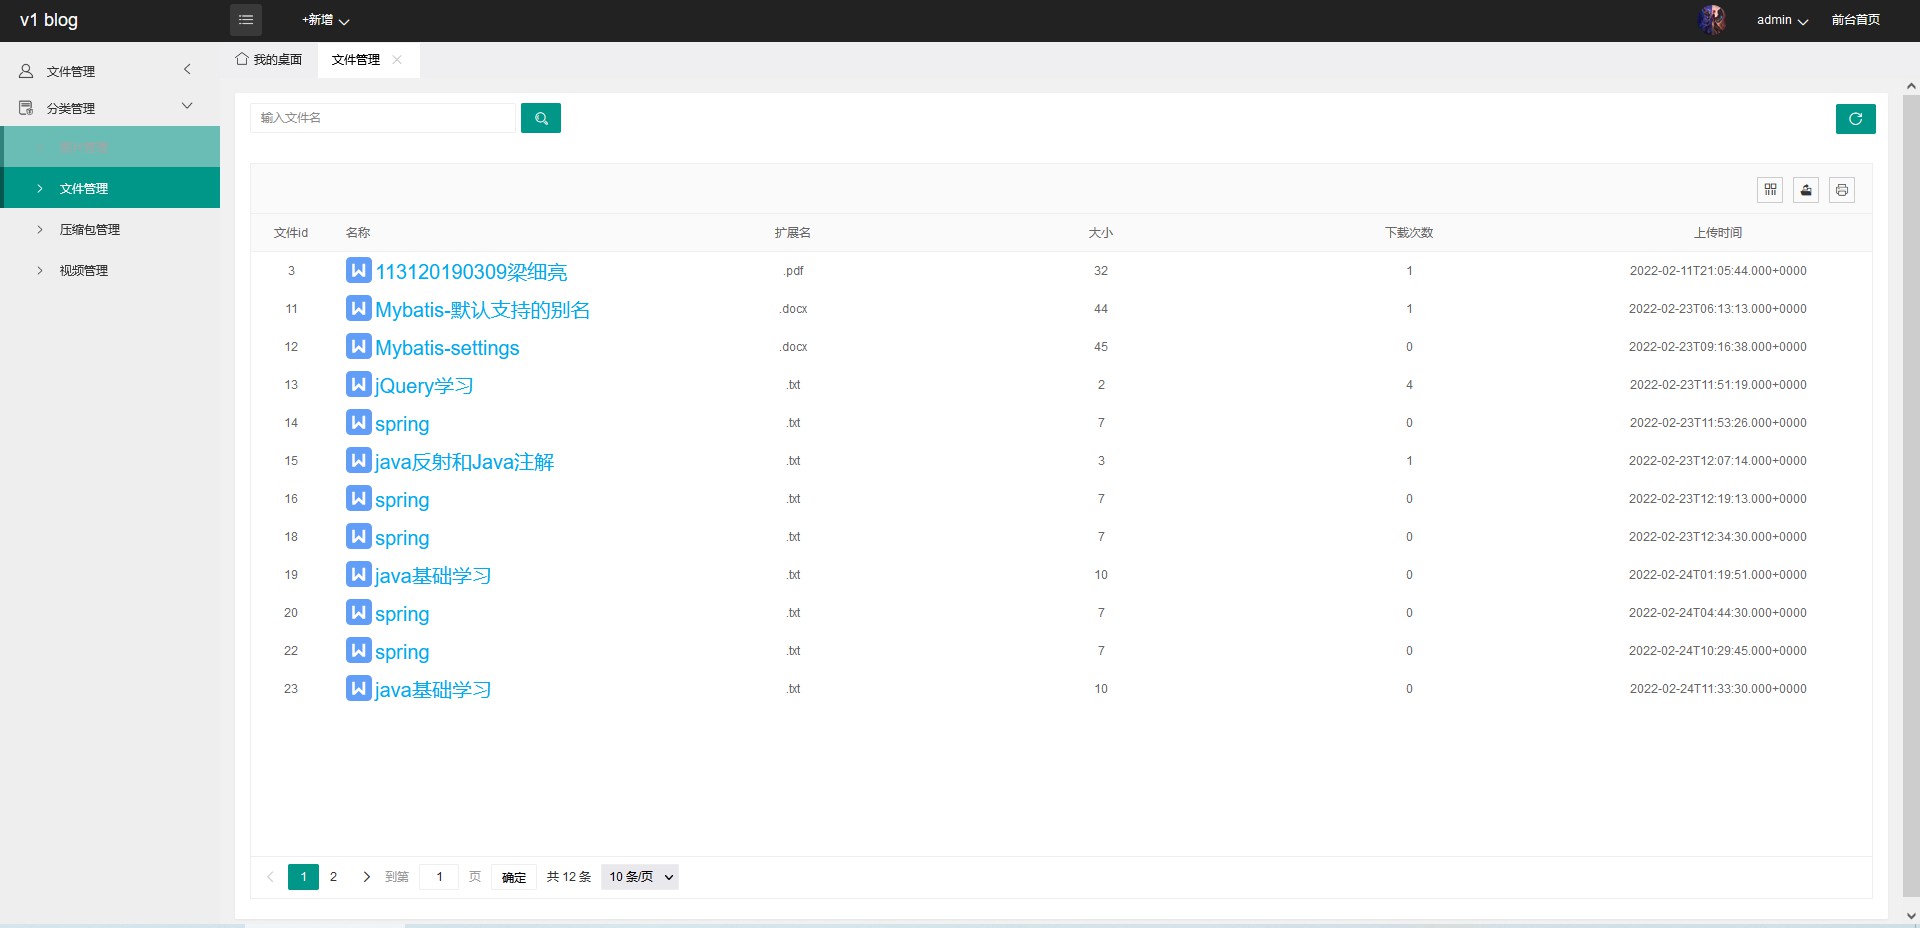 v1 blog
+新增
admin
前台首页
文件管理
分类管理
文件管理
压缩包管理
视频管理
我的桌面
文件管理
输入文件名
文件id 名称 扩展名 大小 下载次数 上传时间
3 113120190309梁细亮 .pdf 32 1 2022-02-11T21:05:44.000+0000
11 Mybatis-默认支持的别名 .docx 44 1 2022-02-23T06:13:13.000+0000
12 Mybatis-settings .docx 45 0 2022-02-23T09:16:38.000+0000
13 jQuery学习 .txt 2 4 2022-02-23T11:51:19.000+0000
14 spring .txt 7 0 2022-02-23T11:53:26.000+0000
15 java反射和Java注解 .txt 3 1 2022-02-23T12:07:14.000+0000
16 spring .txt 7 0 2022-02-23T12:19:13.000+0000
18 spring .txt 7 0 2022-02-23T12:34:30.000+0000
19 java基础学习 .txt 10 0 2022-02-24T01:19:51.000+0000
20 spring .txt 7 0 2022-02-24T04:44:30.000+0000
22 spring .txt 7 0 2022-02-24T10:29:45.000+0000
23 java基础学习 .txt 10 0 2022-02-24T11:33:30.000+0000
1 2 到第 1 页 确定 共 12 条 10 条/页